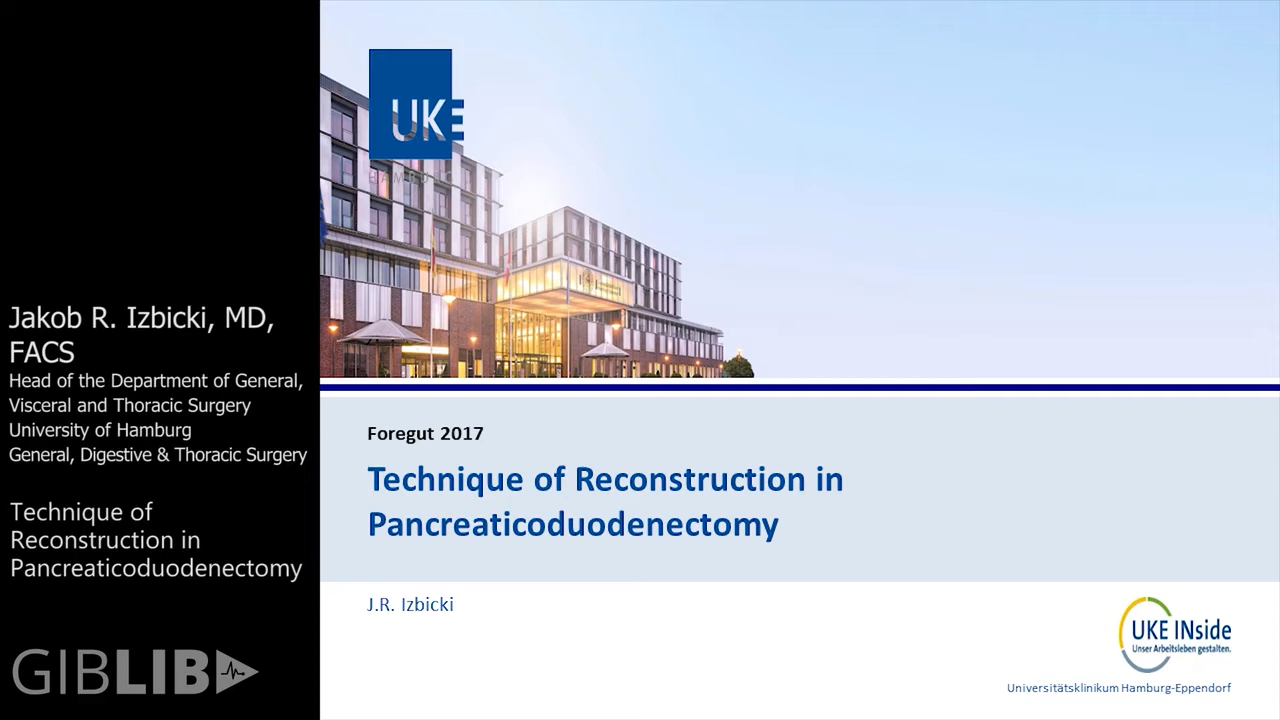 Jakob R. Izbicki, MD,
FACS
Head of the Department of General,
Visceral and Thoracic Surgery
University of Hamburg
General, Digestive & Thoracic Surgery
Technique of
Reconstruction in
Pancreaticoduodenectomy
GIBLIB
UKE
HAMBURG
Foregut 2017
Technique of Reconstruction in
Pancreaticoduodenectomy
J.R. Izbicki
UKE INside
Unser Arbeitsleben gestalten.
Universitätsklinikum Hamburg-Eppendorf